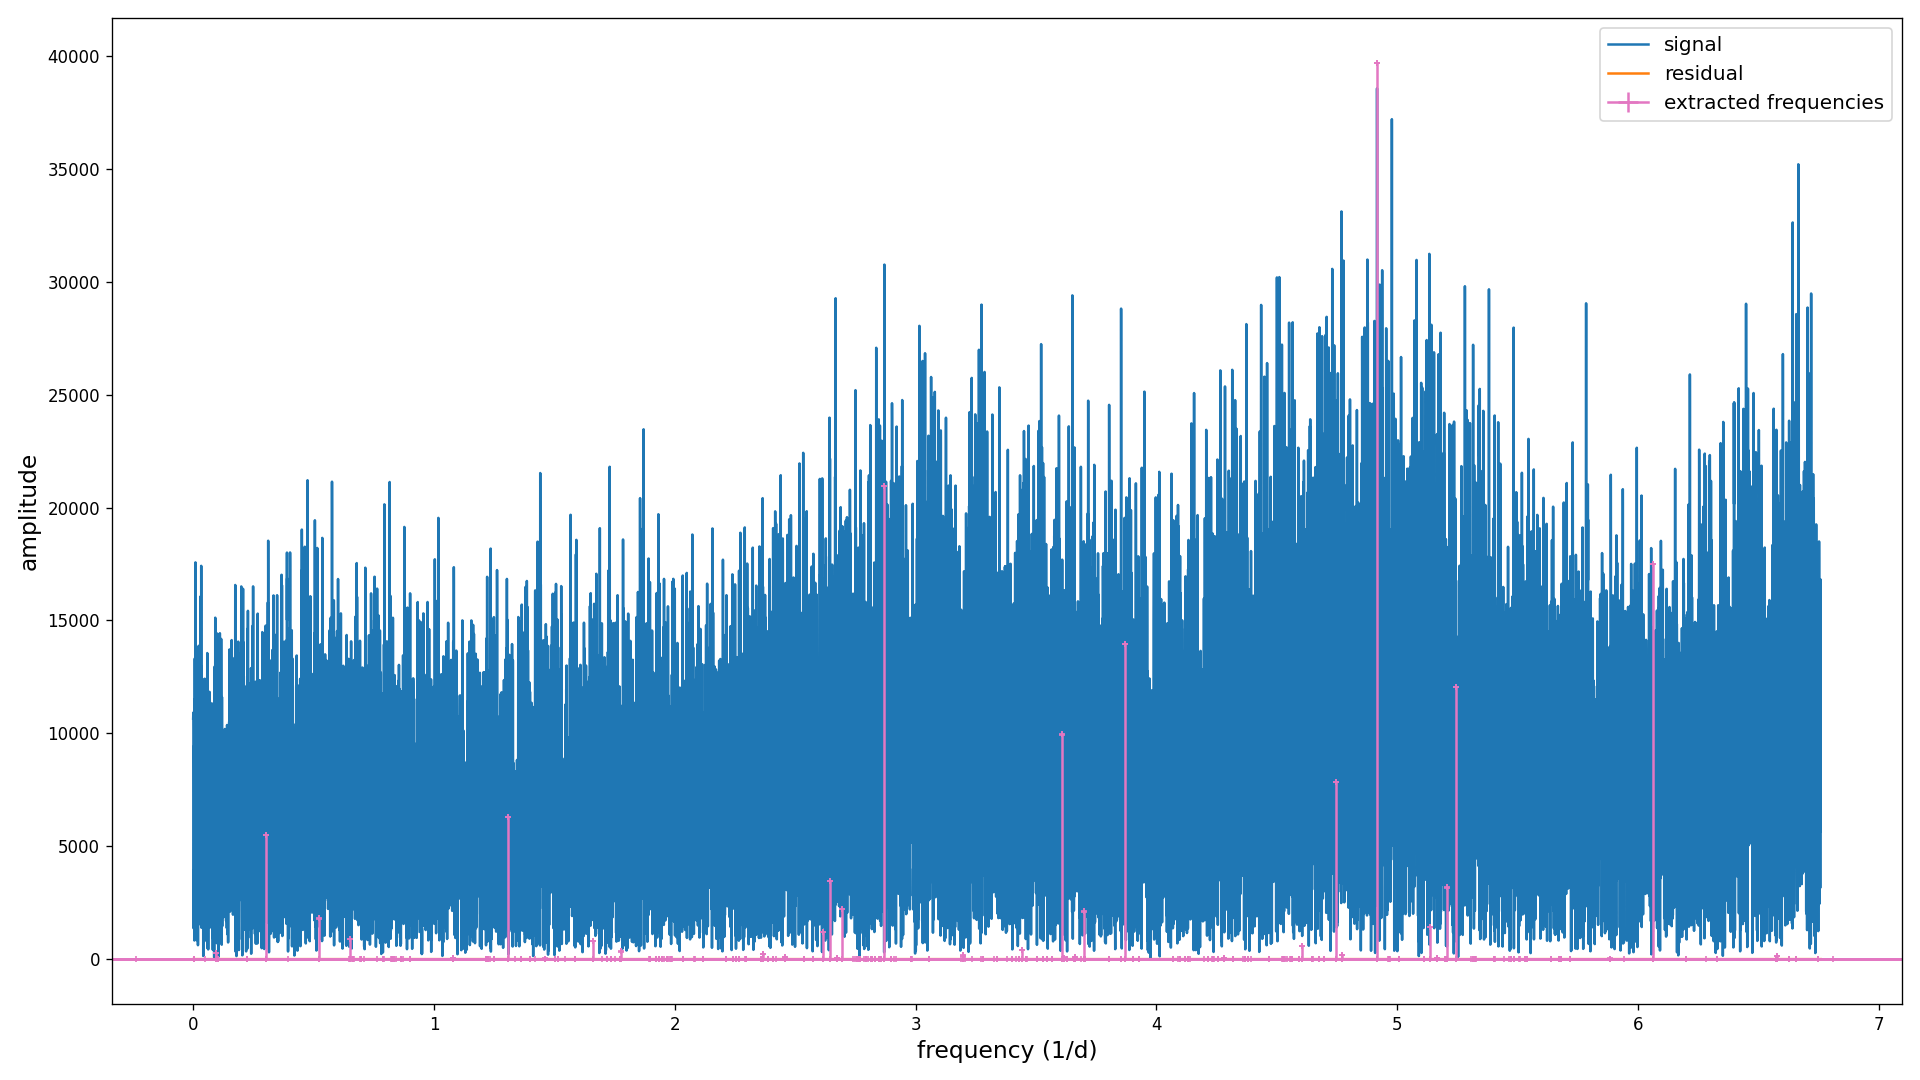 40000
35000
30000
25000
20000
15000
10000
5000
0
amplitude
0 1 2 3 4 5 6 7
frequency (1/d)
signal
residual
extracted frequencies